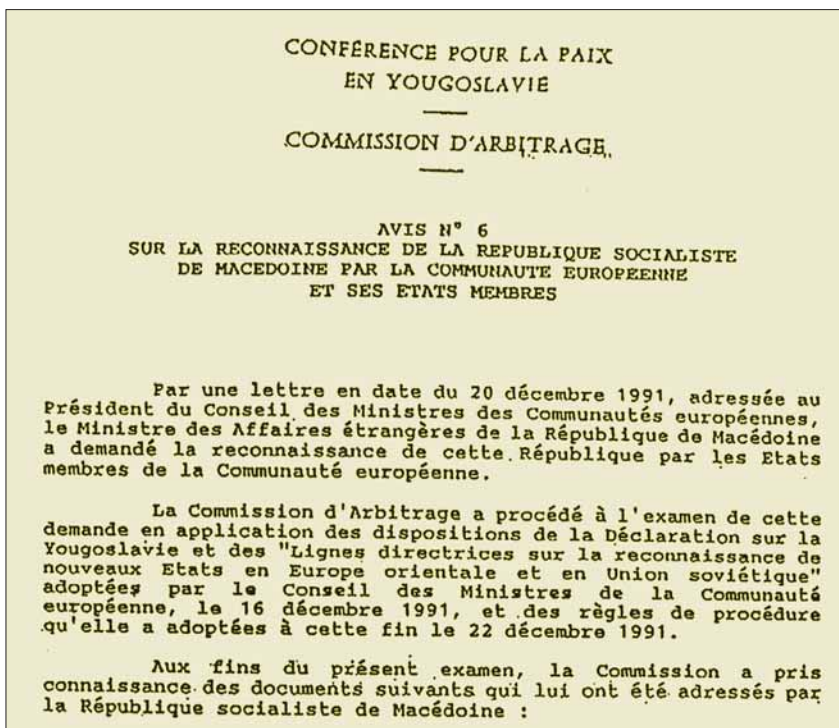 CONFÉRENCE POUR LA PAIX
EN YOUGOSLAVIE
COMMISSION D'ARBITRAGE
AVIS N° 6
SUR LA RECONNAISSANCE DE LA REPUBLIQUE SOCIALISTE
DE MACEDOINE PAR LA COMMUNAUTE EUROPEENNE
ET SES ETATS MEMBRES
Par une lettre en date du 20 décembre 1991, adressée au
Président du Conseil des Ministres des Communautés européennes,
le Ministre des Affaires étrangères de la République de Macédoine
a demandé la reconnaissance de cette République par les Etats
membres de la Communauté européenne.
La Commission d'Arbitrage a procédé à l'examen de cette
demande en application des dispositions de la Déclaration sur la
Yougoslavie et des "Lignes directrices sur la reconnaissance de
nouveaux Etats en Europe orientale et en Union soviétique"
adoptées par le Conseil des Ministres de la Communauté
européenne, le 16 décembre 1991, et des règles de procédure
qu'elle a adoptées à cette fin le 22 décembre 1991.
Aux fins du présent examen, la Commission a pris
connaissance des documents suivants qui lui ont été adressés par
la République socialiste de Macédoine :